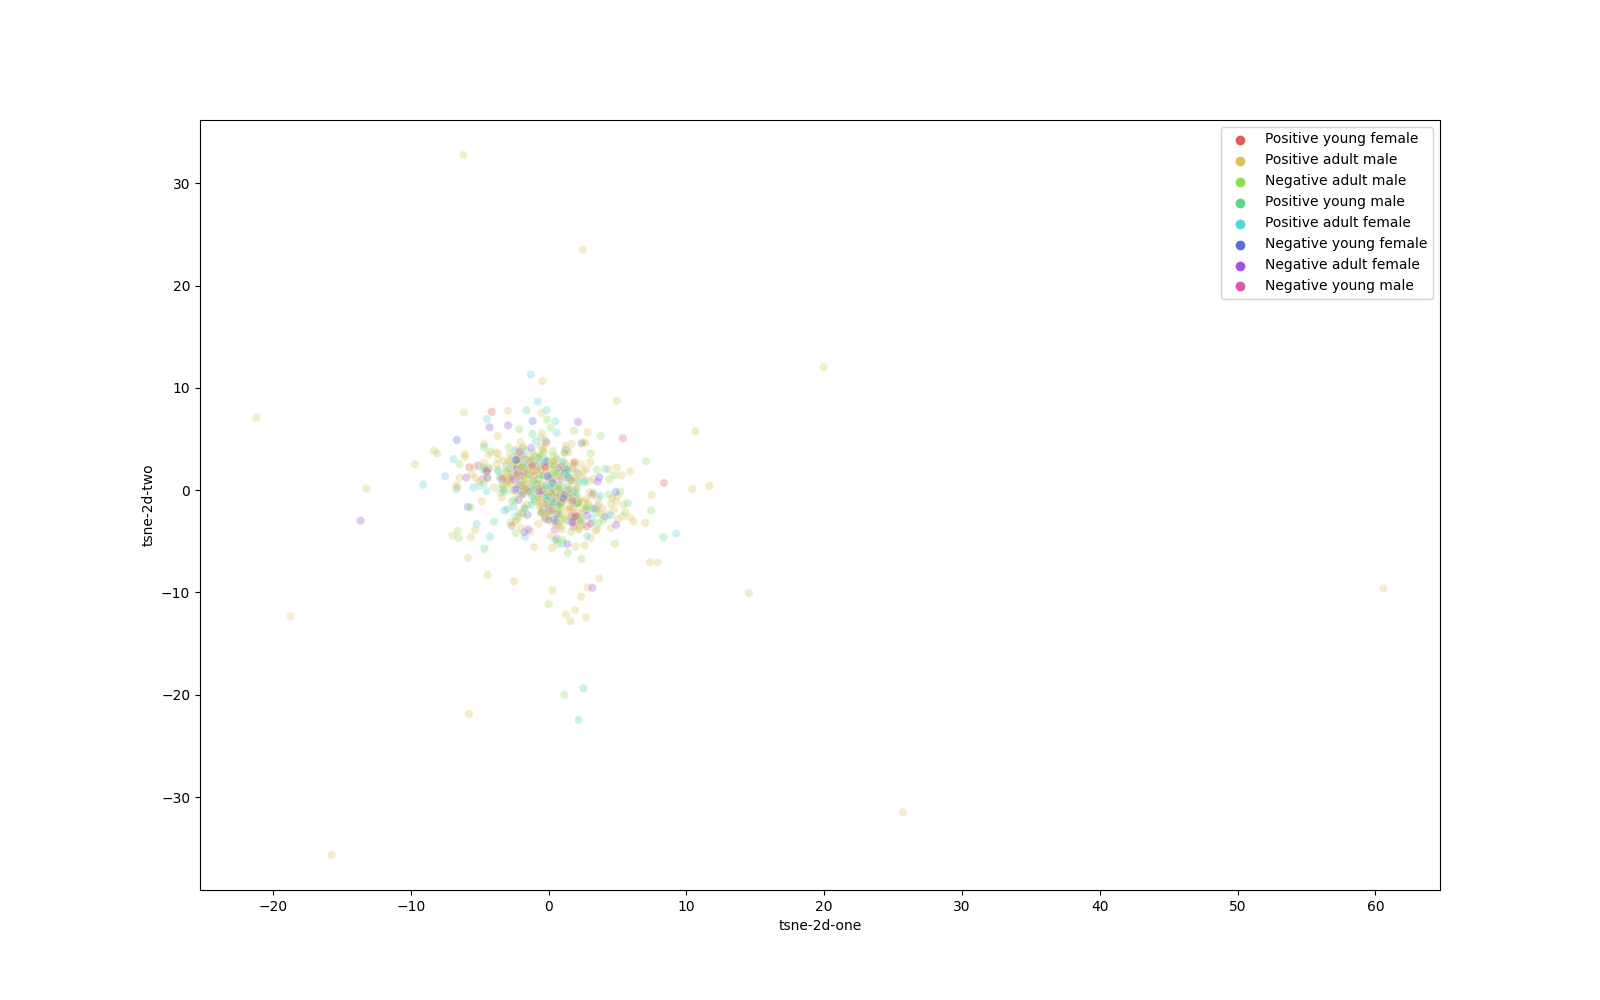 Positive young female
Positive adult male
Negative adult male
Positive young male
Positive adult female
Negative young female
Negative adult female
Negative young male
30
20
10
0
−10
−20
−30
tsne-2d-two
−20
−10
0
10
20
30
40
50
60
tsne-2d-one